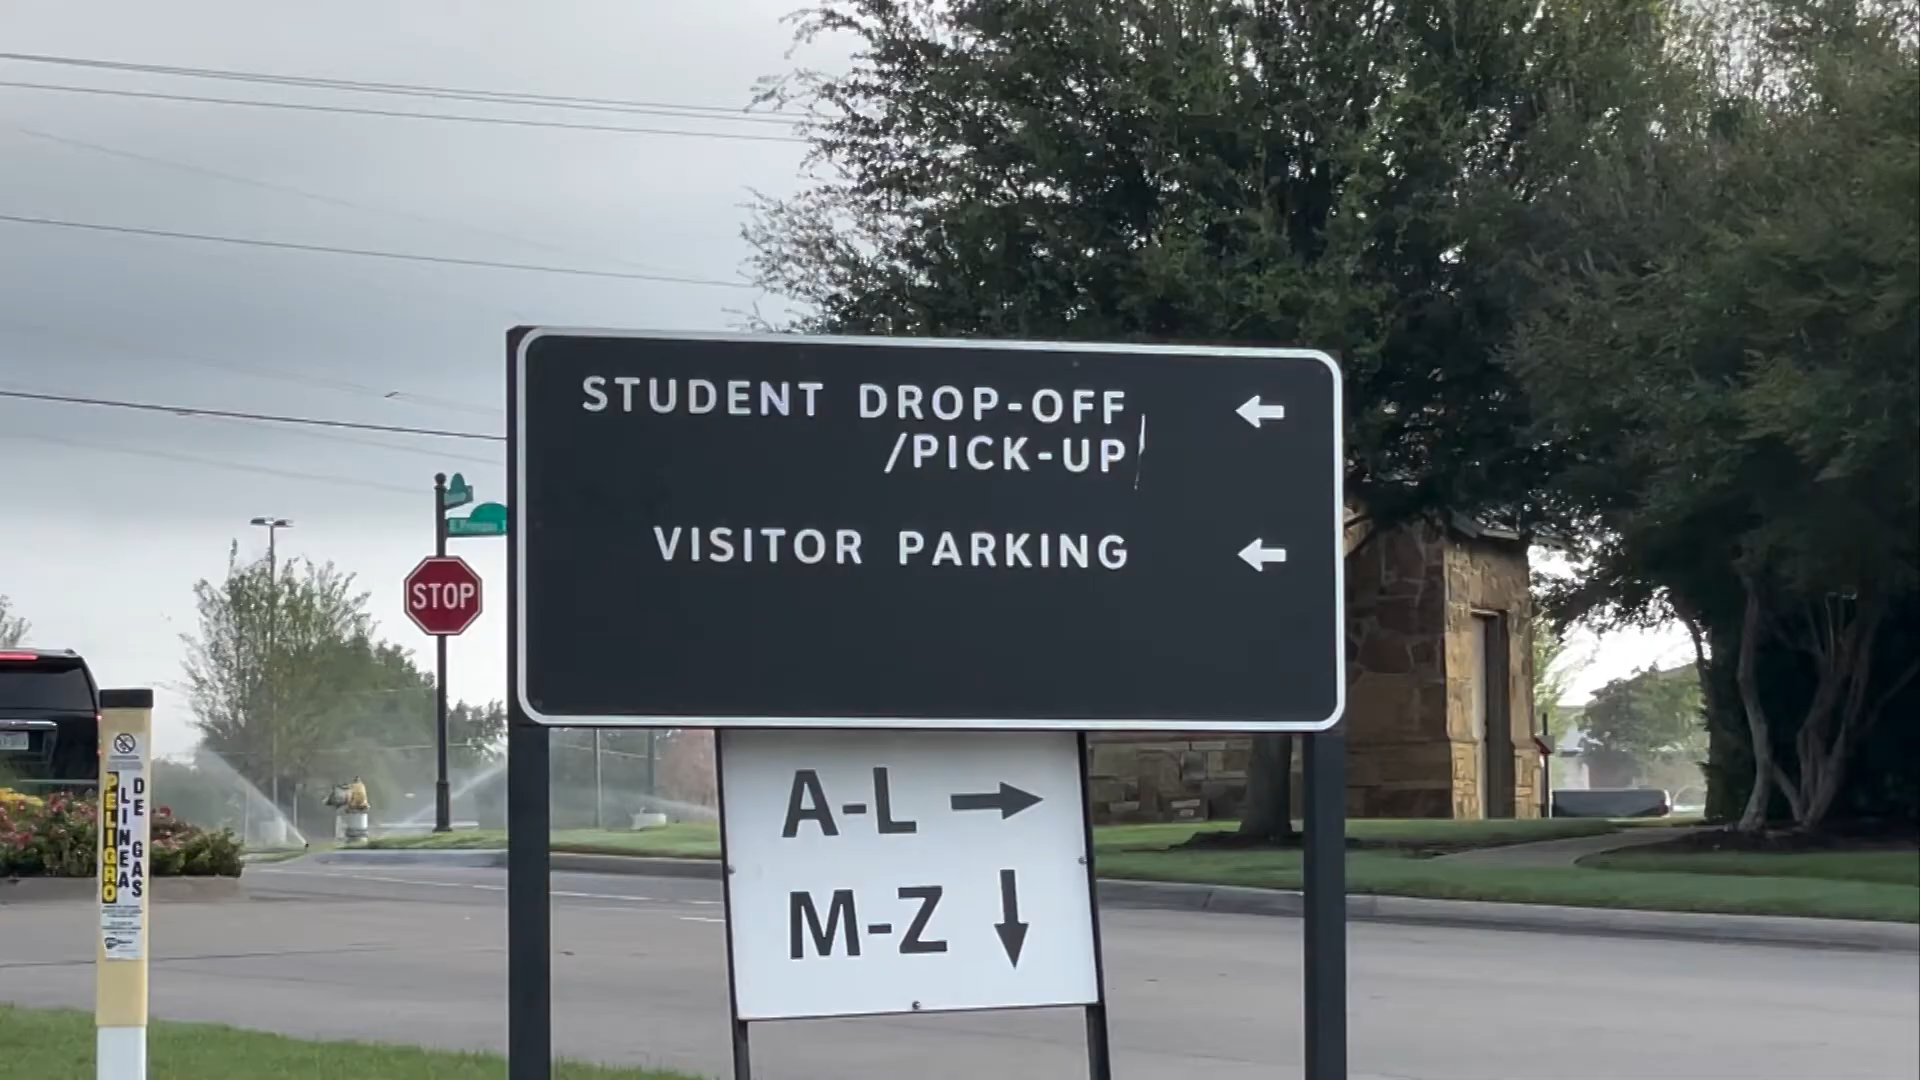 STUDENT DROP-OFF
/PICK-UP
VISITOR PARKING
STOP
A-L
M-Z
PELIGRO
LINEA
DE GAS